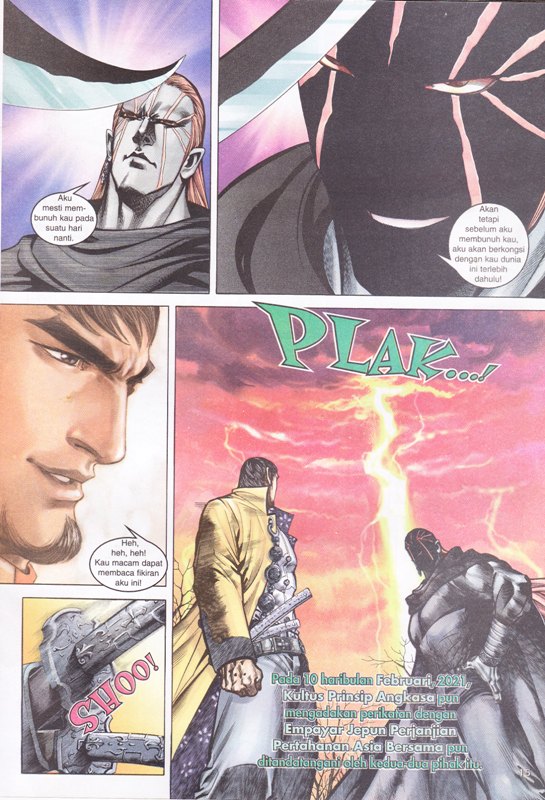 Aku
mesti mem-
bunuh kau pada
suatu hari
nanti.
Akan
tetapi
sebelum aku
membunuh kau,
aku akan berkongsi
dengan kau dunia
ini terlebih
dahulu!
PLAK...!
Heh,
heh, heh!
Kau macam dapat
membaca fikiran
aku ini!
SHOO!
Pada 10 haribulan Februari, 2021,
Kultus Prinsip Angkasa pun
mengadakan perikatan dengan
Empayar Jepun Perjanjian
Pertahanan Asia Bersama pun
ditandatangani oleh kedua-dua pihak itu.
15